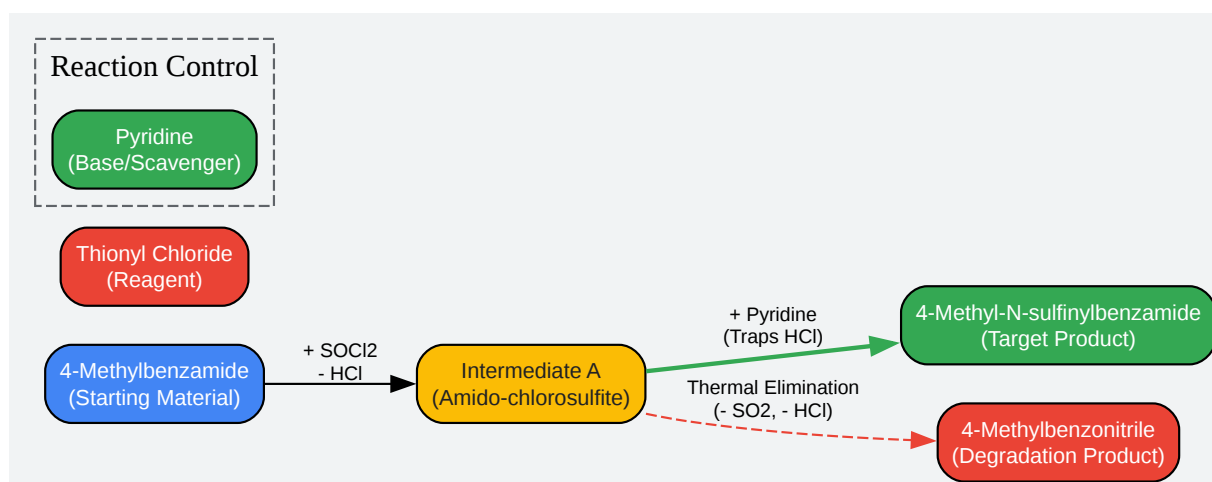 Reaction Control
Pyridine
(Base/Scavenger)
Thionyl Chloride
(Reagent)
4-Methylbenzamide
(Starting Material)
+ SOCl2
- HCl
Intermediate A
(Amido-chlorosulfite)
+ Pyridine
(Traps HCl)
Thermal Elimination
(- SO2, - HCl)
4-Methyl-N-sulfinylbenzamide
(Target Product)
4-Methylbenzonitrile
(Degradation Product)